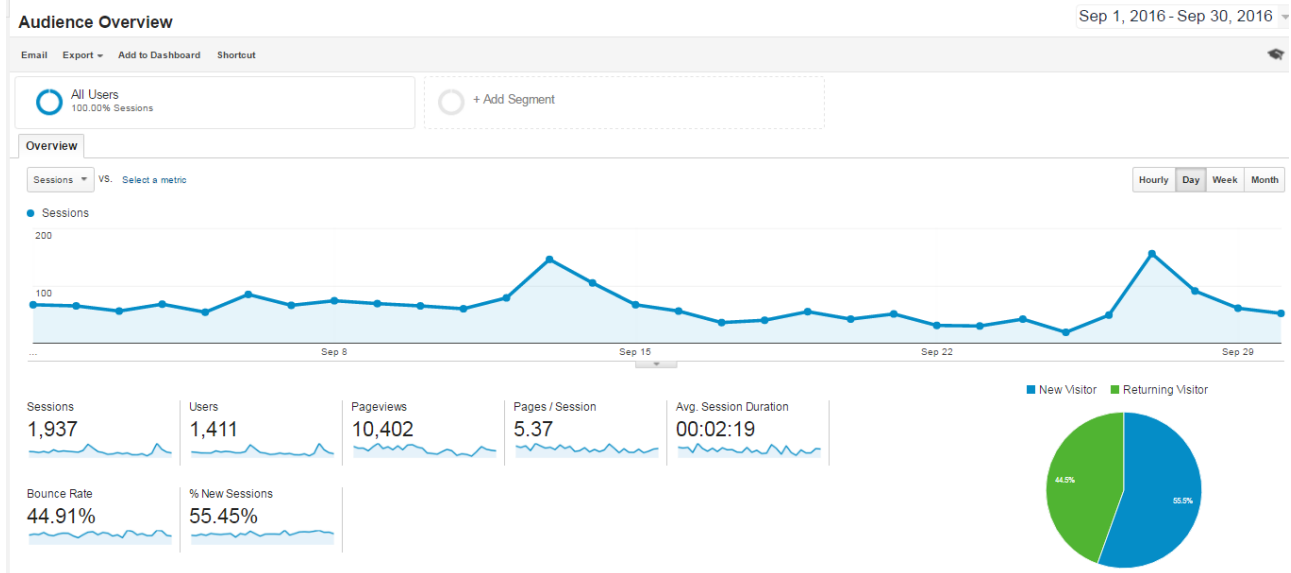 Audience Overview
Sep 1, 2016 - Sep 30, 2016
Email Export Add to Dashboard Shortcut
All Users
100.00% Sessions
+ Add Segment
Overview
Sessions VS. Select a metric
Hourly Day Week Month
Sessions
200
100
... Sep 8 Sep 15 Sep 22 Sep 29
New Visitor Returning Visitor
Sessions Users Pageviews Pages / Session Avg. Session Duration
1,937 1,411 10,402 5.37 00:02:19
44.5%
55.5%
Bounce Rate % New Sessions
44.91% 55.45%